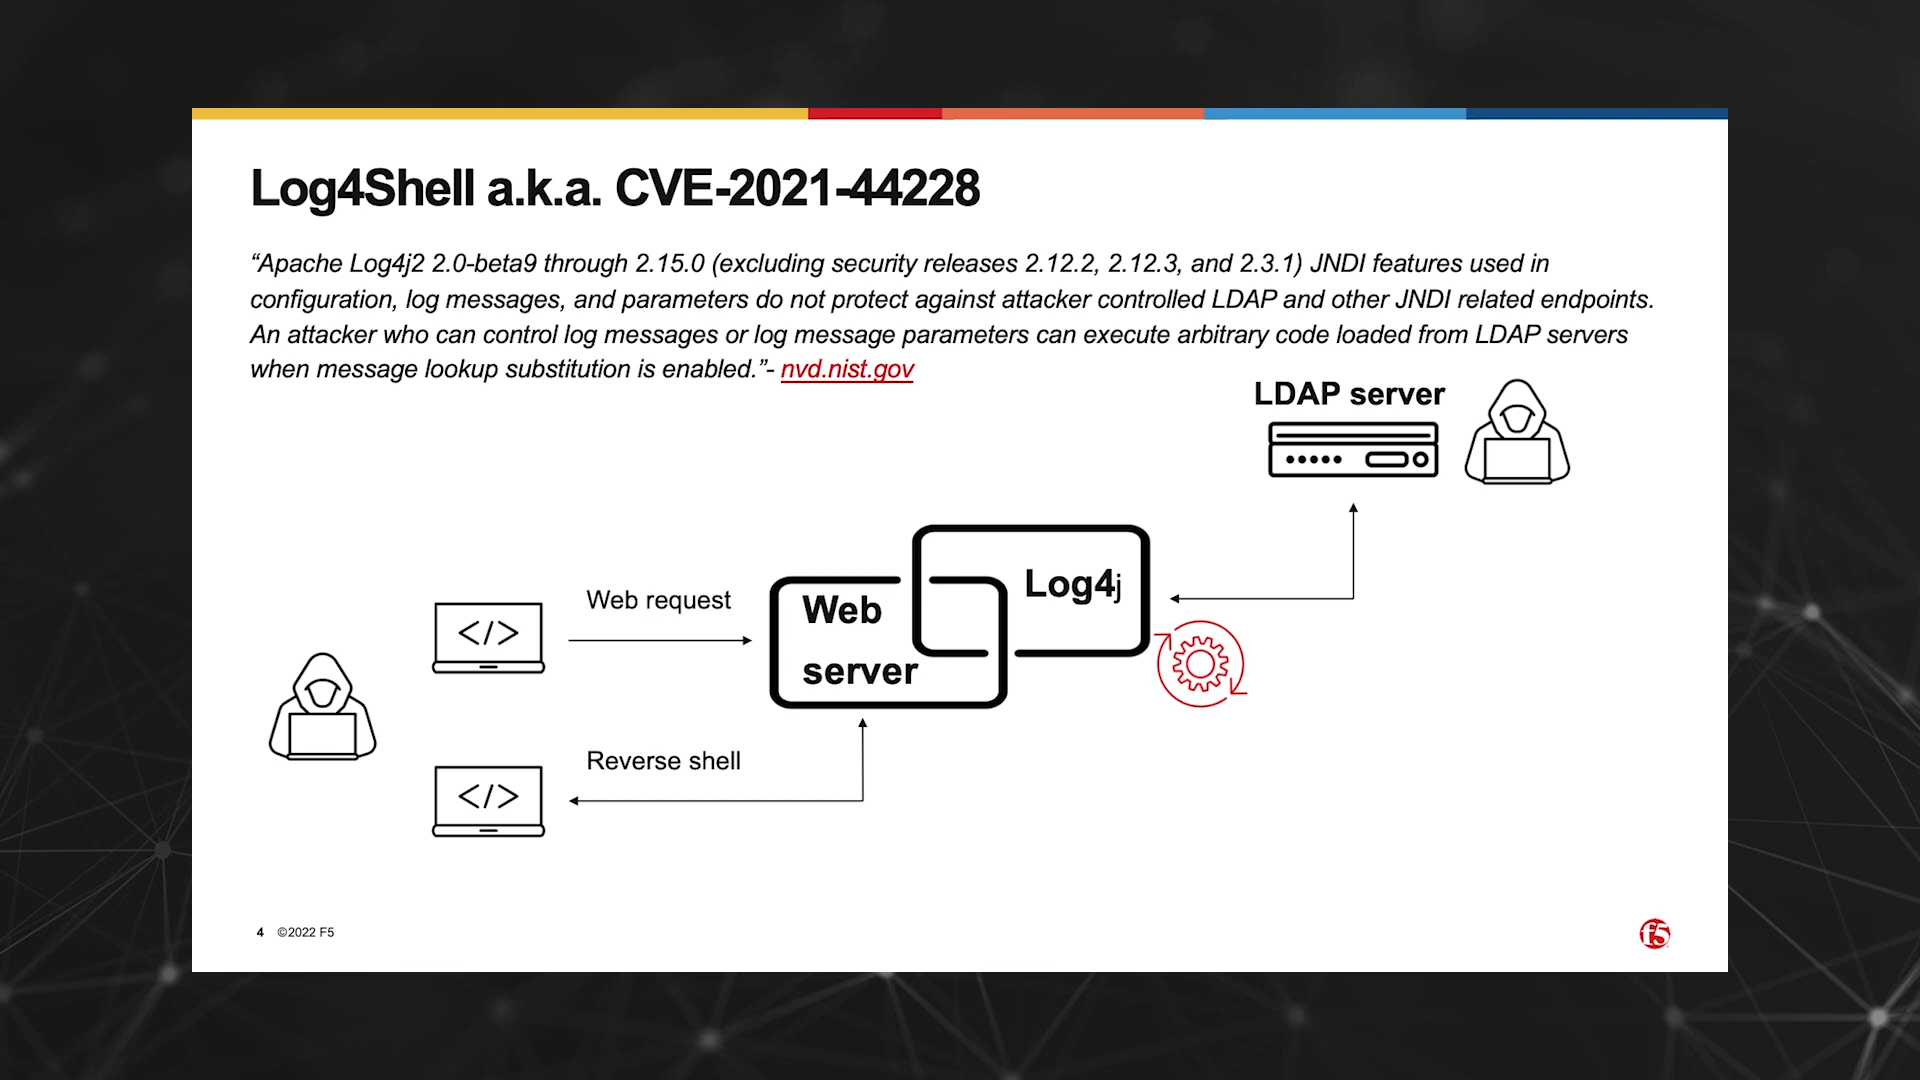 Log4Shell a.k.a. CVE-2021-44228
“Apache Log4j2 2.0-beta9 through 2.15.0 (excluding security releases 2.12.2, 2.12.3, and 2.3.1) JNDI features used in
configuration, log messages, and parameters do not protect against attacker controlled LDAP and other JNDI related endpoints.
An attacker who can control log messages or log message parameters can execute arbitrary code loaded from LDAP servers
when message lookup substitution is enabled.”- nvd.nist.gov
LDAP server
Log4j
Web request
Web
server
</>
Reverse shell
</>
4 ©2022 F5
f5